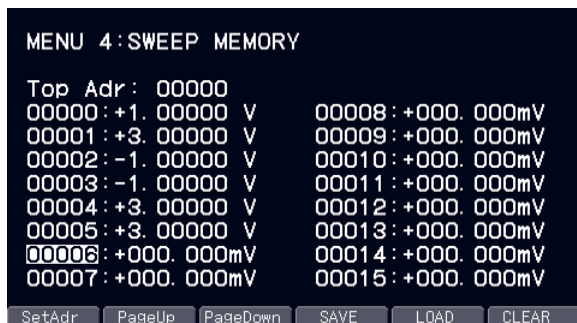 MENU 4:SWEEP MEMORY
Top Adr: 00000
00000:+1. 00000 V 00008:+000. 000mV
00001:+3. 00000 V 00009:+000. 000mV
00002:-1. 00000 V 00010:+000. 000mV
00003:-1. 00000 V 00011:+000. 000mV
00004:+3. 00000 V 00012:+000. 000mV
00005:+3. 00000 V 00013:+000. 000mV
00006:+000. 000mV 00014:+000. 000mV
00007:+000. 000mV 00015:+000. 000mV
SetAdr PageUp PageDown SAVE LOAD CLEAR